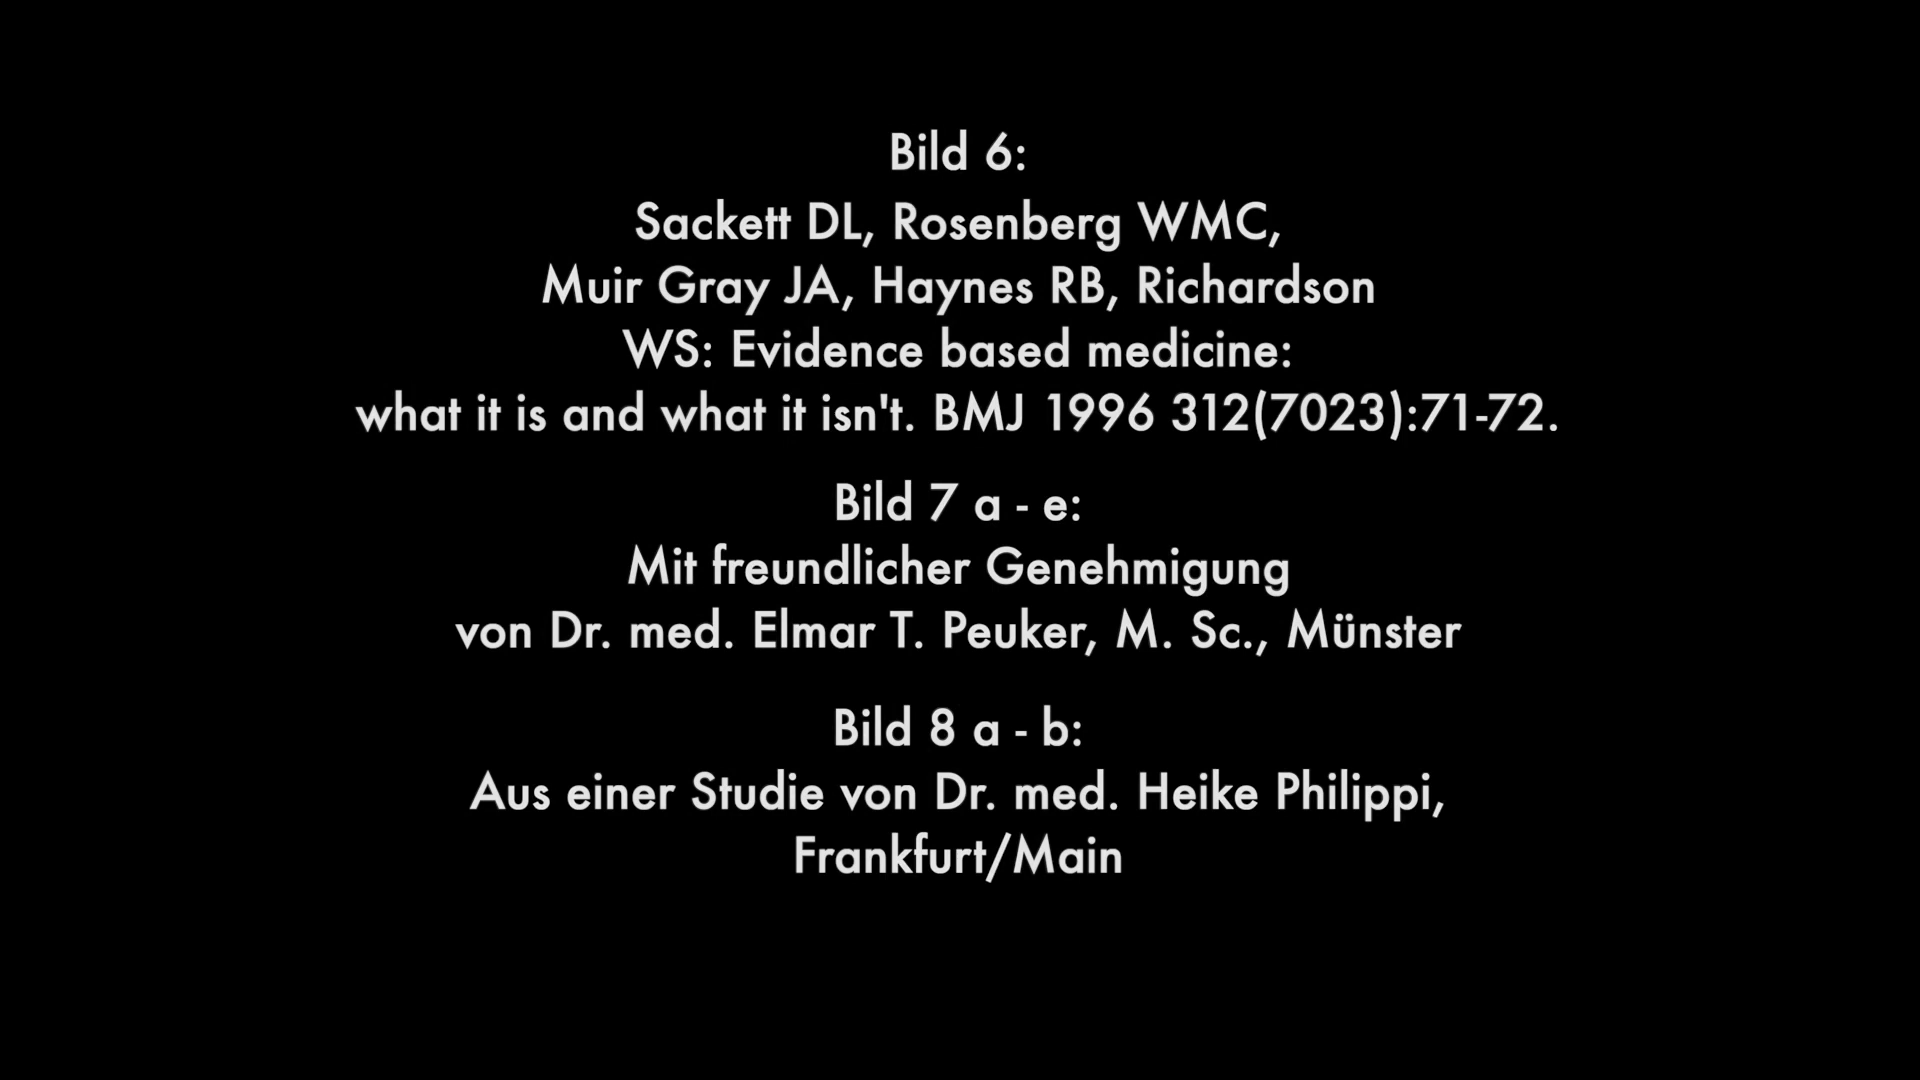 Bild 6:
Sackett DL, Rosenberg WMC,
Muir Gray JA, Haynes RB, Richardson
WS: Evidence based medicine:
what it is and what it isn't. BMJ 1996 312(7023):71-72.
Bild 7 a - e:
Mit freundlicher Genehmigung
von Dr. med. Elmar T. Peuker, M. Sc., Münster
Bild 8 a - b:
Aus einer Studie von Dr. med. Heike Philippi,
Frankfurt/Main